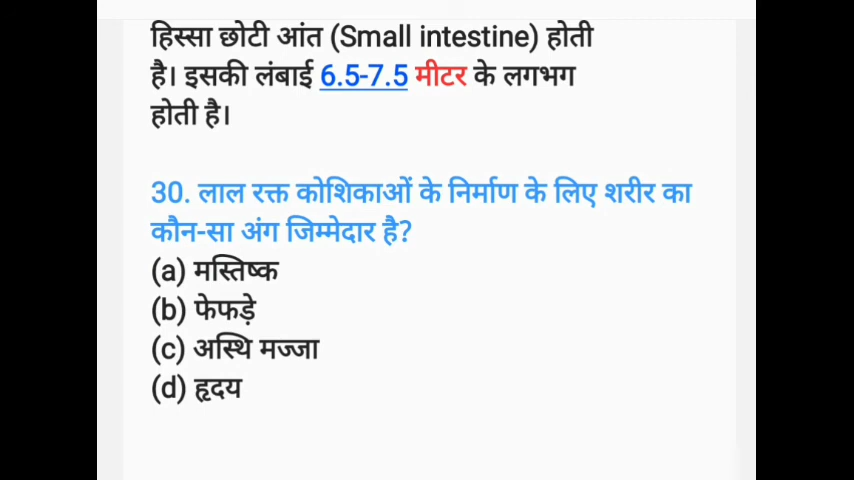 हिस्सा छोटी आंत (Small intestine) होती
है। इसकी लंबाई 6.5-7.5 मीटर के लगभग
होती है।
30. लाल रक्त कोशिकाओं के निर्माण के लिए शरीर का
कौन-सा अंग जिम्मेदार है?
(a) मस्तिष्क
(b) फेफड़े
(c) अस्थि मज्जा
(d) हृदय